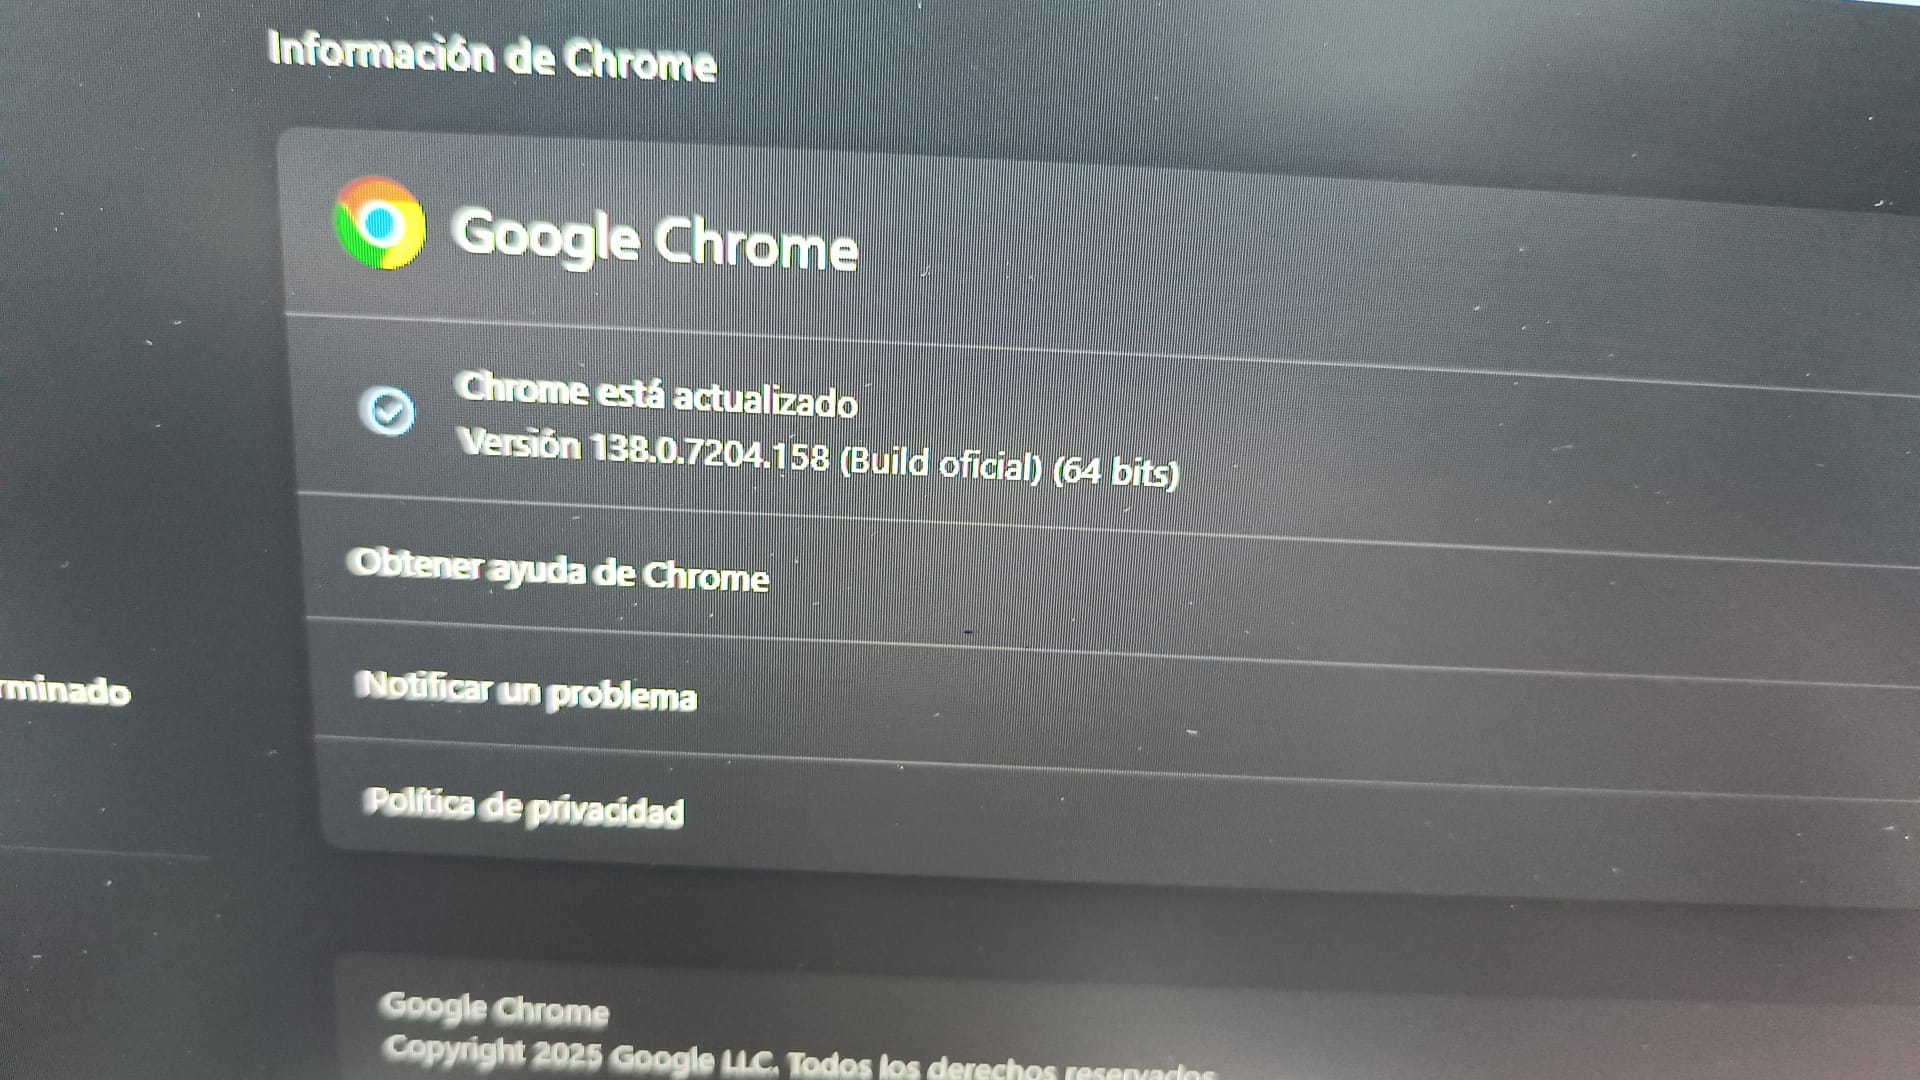 Información de Chrome
Google Chrome
Chrome está actualizado
Versión 138.0.7204.158 (Build oficial) (64 bits)
Obtener ayuda de Chrome
Notificar un problema
rminado
Política de privacidad
Google Chrome
Copyright 2025 Google LLC. Todos los derechos reservados